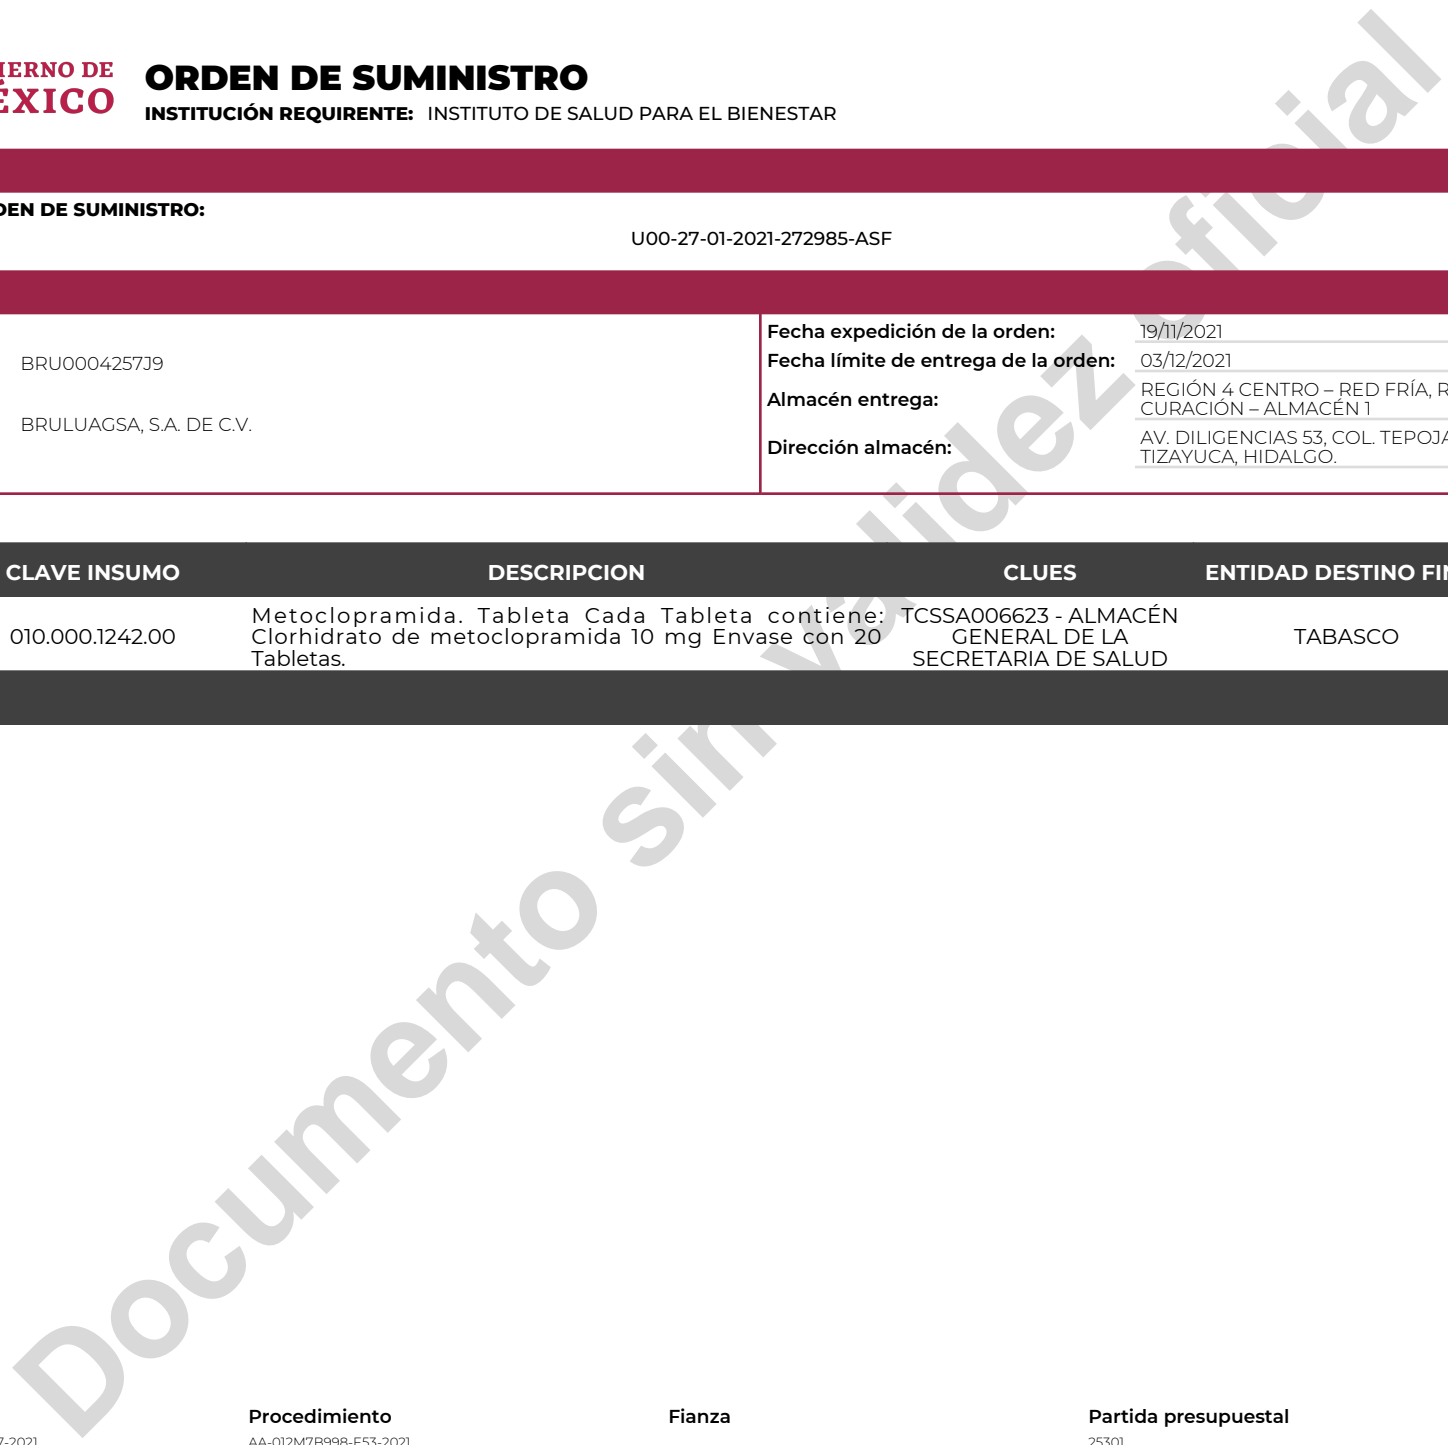 IERNO DE
ÉXICO
ORDEN DE SUMINISTRO
INSTITUCIÓN REQUIRENTE: INSTITUTO DE SALUD PARA EL BIENESTAR
DEN DE SUMINISTRO:
U00-27-01-2021-272985-ASF
BRU0004257J9
BRULUAGSA, S.A. DE C.V.
Fecha expedición de la orden: 19/11/2021
Fecha límite de entrega de la orden: 03/12/2021
Almacén entrega: REGIÓN 4 CENTRO – RED FRÍA, R
CURACIÓN – ALMACÉN 1
Dirección almacén: AV. DILIGENCIAS 53, COL. TEPOJA
TIZAYUCA, HIDALGO.
CLAVE INSUMO DESCRIPCION CLUES ENTIDAD DESTINO FIN
010.000.1242.00
Metoclopramida. Tableta Cada Tableta contiene:
Clorhidrato de metoclopramida 10 mg Envase con 20
Tabletas.
TCSSA006623 - ALMACÉN
GENERAL DE LA
SECRETARIA DE SALUD
TABASCO
Documento sin validez oficial
Procedimiento Fianza Partida presupuestal
7-2021 AA-012M7B998-E53-2021 25301